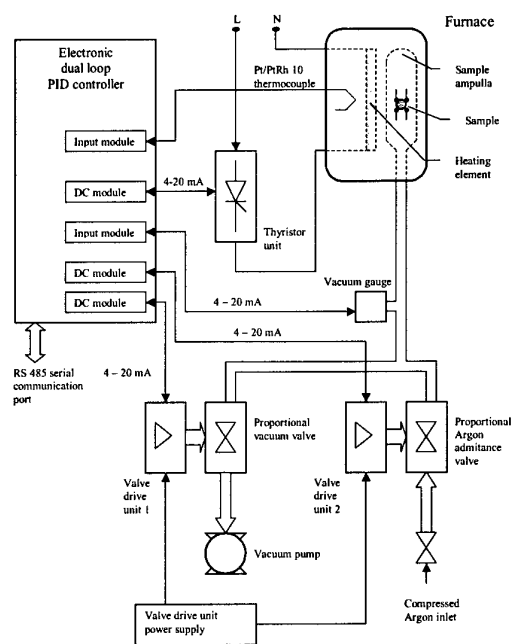 L
N
Furnace
Electronic
dual loop
PID controller
Pt/PtRh 10
thermocouple
Sample
ampulla
Sample
Heating
element
Input module
4-20 mA
DC module
Thyristor
unit
Input module
DC module
Vacuum gauge
4 – 20 mA
DC module
4 – 20 mA
RS 485 serial
communication
port
4 – 20 mA
Proportional
vacuum valve
Proportional
Argon
admitance
valve
Valve
drive
unit 1
Valve
drive
unit 2
Vacuum pump
Compressed
Argon inlet
Valve drive unit
power supply